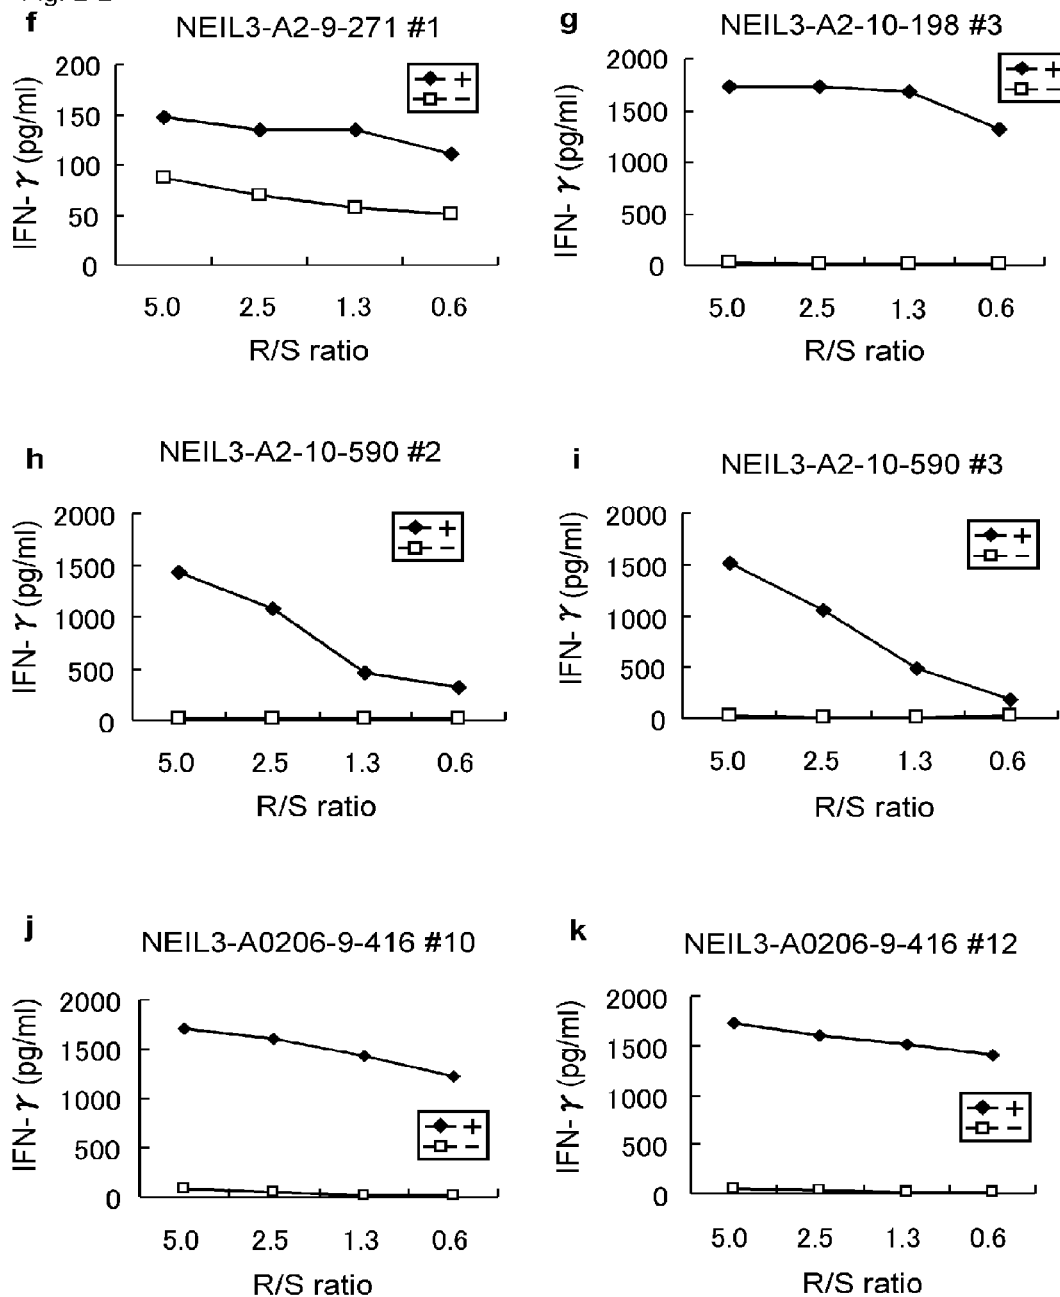 f
NEIL3-A2-9-271 #1
IFN- γ (pg/ml)
200
150
100
50
0
+
−
5.0 2.5 1.3 0.6
R/S ratio
g
NEIL3-A2-10-198 #3
IFN- γ (pg/ml)
2000
1500
1000
500
0
+
−
5.0 2.5 1.3 0.6
R/S ratio
h
NEIL3-A2-10-590 #2
IFN- γ (pg/ml)
2000
1500
1000
500
0
+
−
5.0 2.5 1.3 0.6
R/S ratio
i
NEIL3-A2-10-590 #3
IFN- γ (pg/ml)
2000
1500
1000
500
0
+
−
5.0 2.5 1.3 0.6
R/S ratio
j
NEIL3-A0206-9-416 #10
IFN- γ (pg/ml)
2000
1500
1000
500
0
+
−
5.0 2.5 1.3 0.6
R/S ratio
k
NEIL3-A0206-9-416 #12
IFN- γ (pg/ml)
2000
1500
1000
500
0
+
−
5.0 2.5 1.3 0.6
R/S ratio